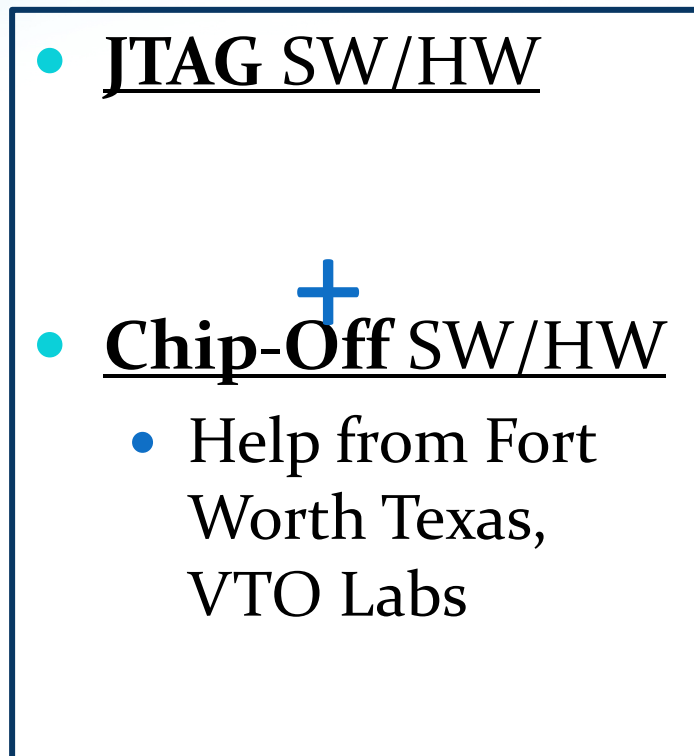 JTAG SW/HW
+
Chip-Off SW/HW
Help from Fort
Worth Texas,
VTO Labs